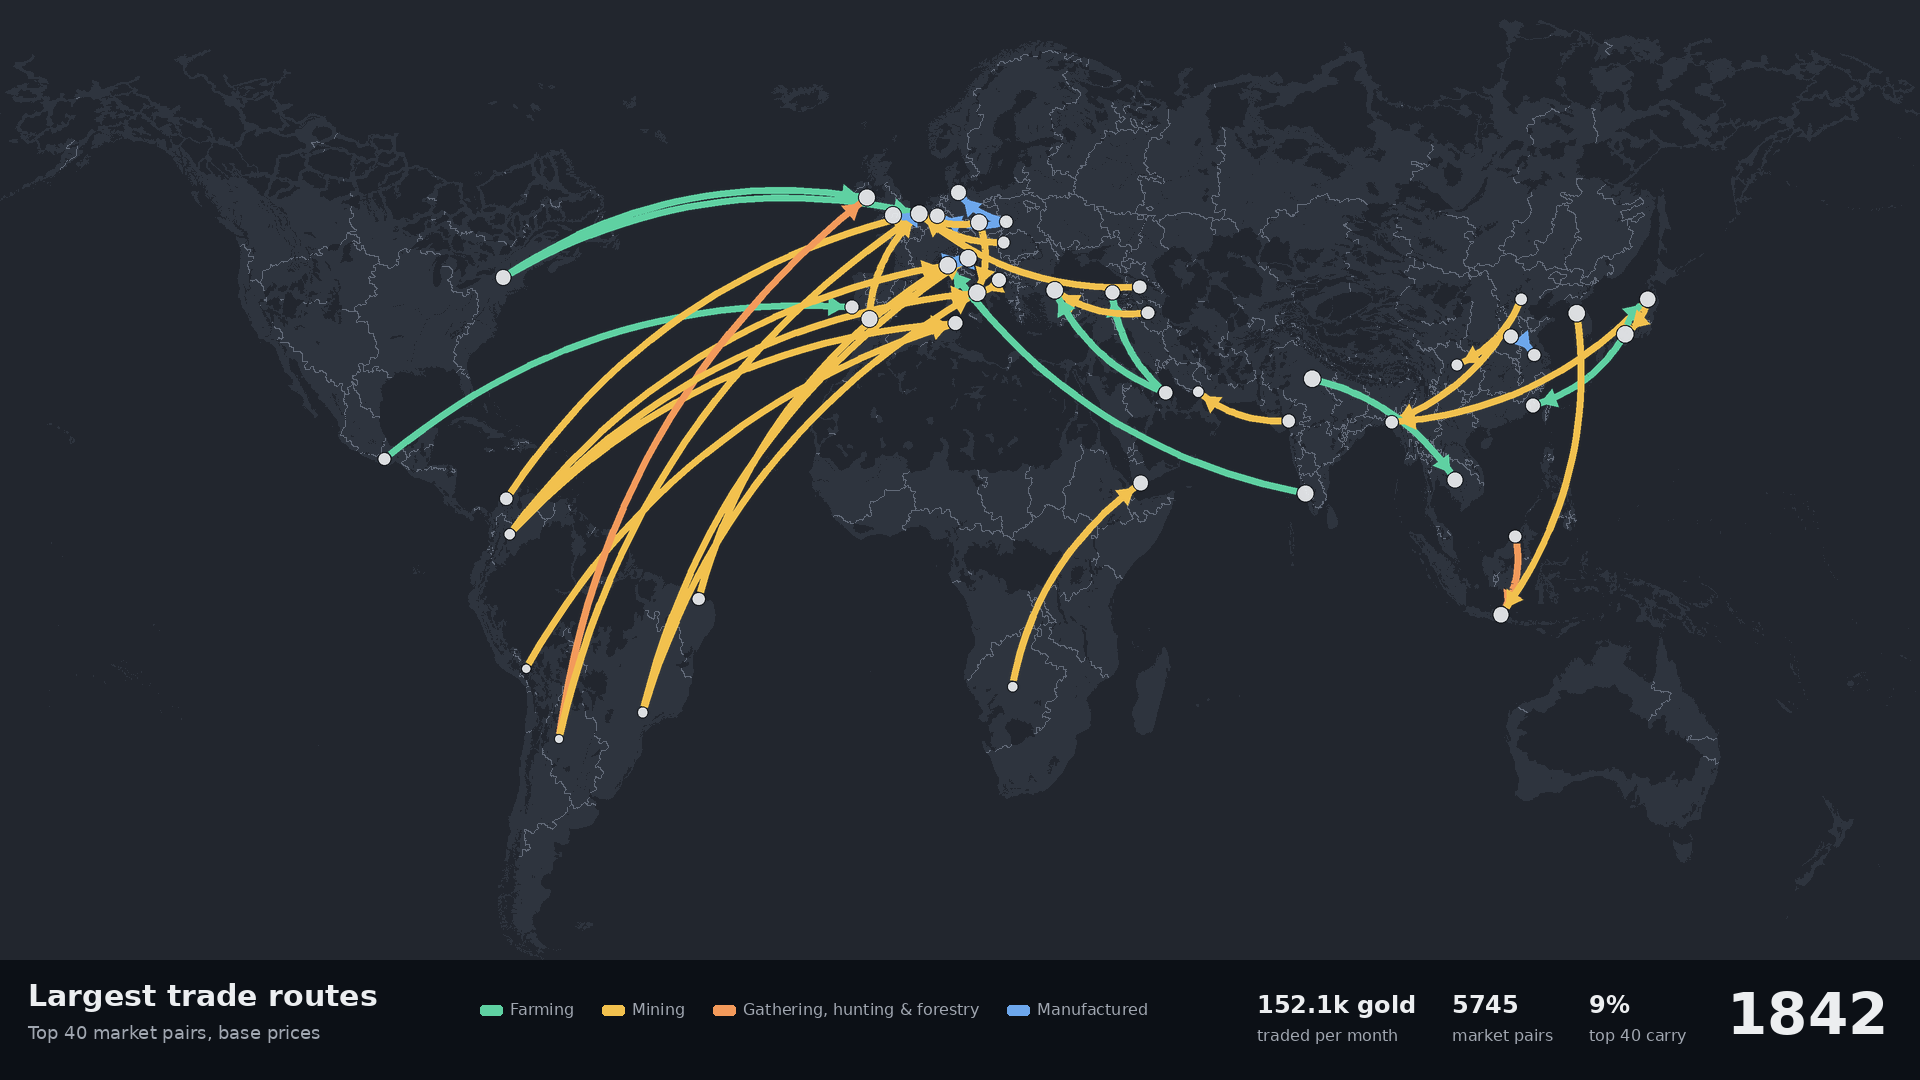 Largest trade routes
Top 40 market pairs, base prices
Farming
Mining
Gathering, hunting & forestry
Manufactured
152.1k gold
traded per month
5745
market pairs
9%
top 40 carry
1842